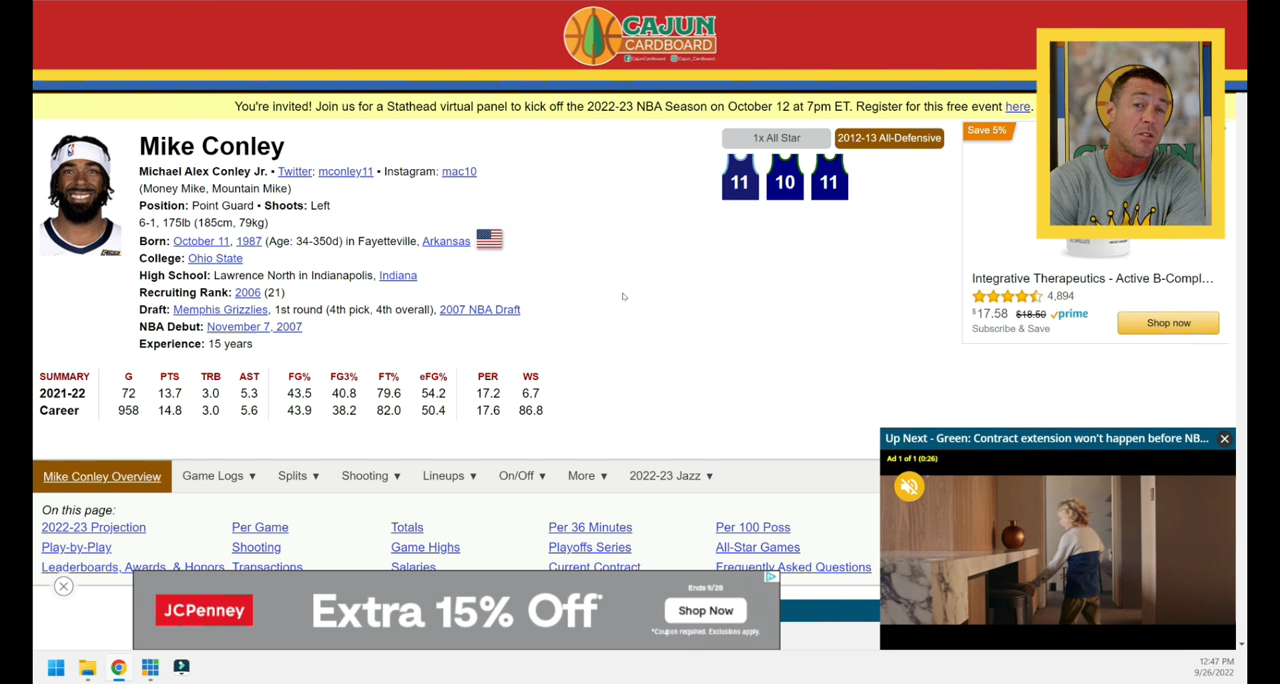 CAJUN
CARDBOARD
CajunCardboard Cajun_Cardboard
You're invited! Join us for a Stathead virtual panel to kick off the 2022-23 NBA Season on October 12 at 7pm ET. Register for this free event here.
Mike Conley
Michael Alex Conley Jr. • Twitter: mconley11 • Instagram: mac10
(Money Mike, Mountain Mike)
Position: Point Guard • Shoots: Left
6-1, 175lb (185cm, 79kg)
Born: October 11, 1987 (Age: 34-350d) in Fayetteville, Arkansas
College: Ohio State
High School: Lawrence North in Indianapolis, Indiana
Recruiting Rank: 2006 (21)
Draft: Memphis Grizzlies, 1st round (4th pick, 4th overall), 2007 NBA Draft
NBA Debut: November 7, 2007
Experience: 15 years
1x All Star 2012-13 All-Defensive
11 10 11
Save 5%
Integrative Therapeutics - Active B-Compl...
4,894
$17.58 $18.50 prime
Subscribe & Save
Shop now
SUMMARY G PTS TRB AST FG% FG3% FT% eFG% PER WS
2021-22 72 13.7 3.0 5.3 43.5 40.8 79.6 54.2 17.2 6.7
Career 958 14.8 3.0 5.6 43.9 38.2 82.0 50.4 17.6 86.8
Up Next - Green: Contract extension won't happen before NB...
Ad 1 of 1 (0:26)
Mike Conley Overview Game Logs ▼ Splits ▼ Shooting ▼ Lineups ▼ On/Off ▼ More ▼ 2022-23 Jazz ▼
On this page:
2022-23 Projection Per Game Totals Per 36 Minutes Per 100 Poss
Play-by-Play Shooting Game Highs Playoffs Series All-Star Games
Leaderboards, Awards, & Honors Transactions Salaries Current Contract Frequently Asked Questions
JCPenney
Extra 15% Off*
Ends 9/28
Shop Now
*Coupon required. Exclusions apply.
12:47 PM
9/26/2022